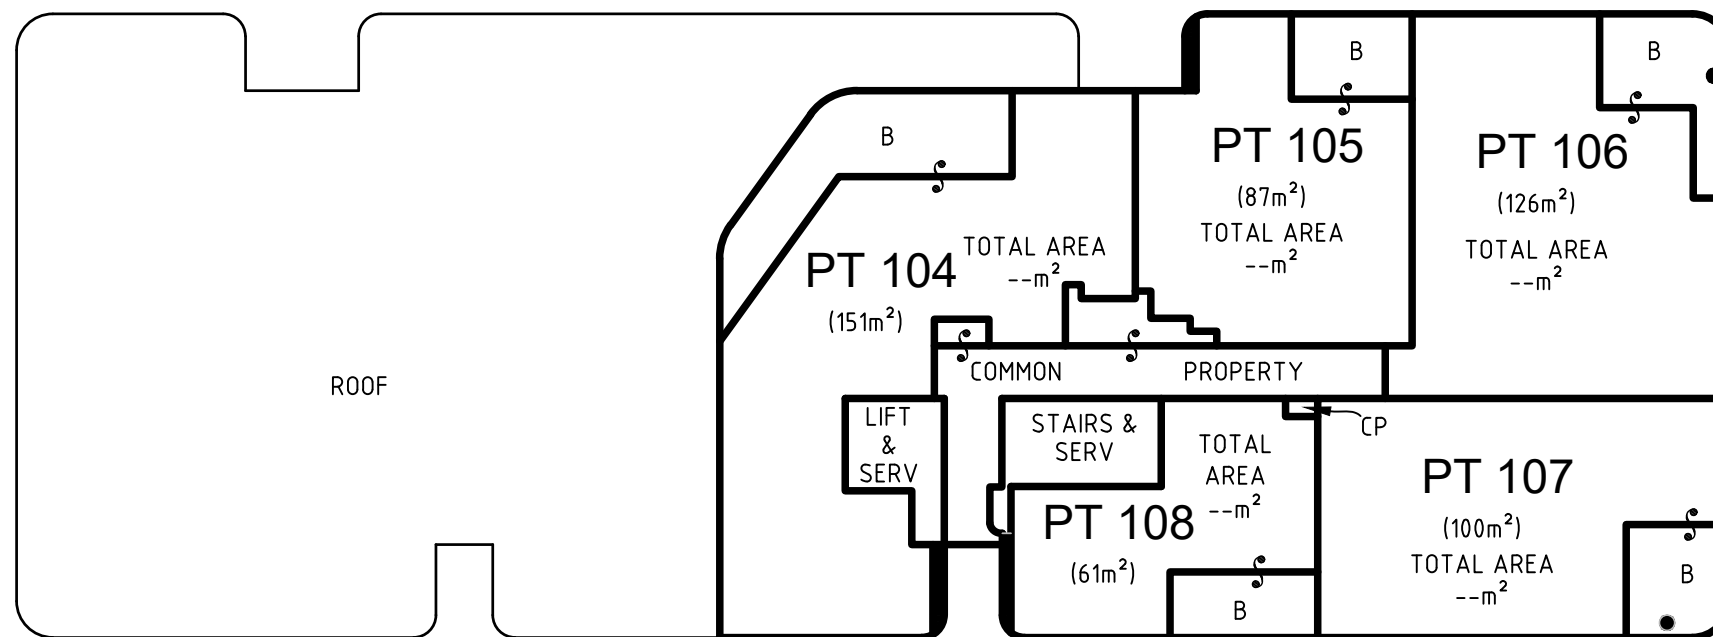 B
B
B
PT 105
(87m²)
TOTAL AREA
--m²
PT 106
(126m²)
TOTAL AREA
--m²
TOTAL AREA
--m²
PT 104
(151m²)
ROOF
COMMON PROPERTY
LIFT
&
SERV
STAIRS &
SERV
CP
TOTAL
AREA
--m²
PT 108
(61m²)
B
PT 107
(100m²)
TOTAL AREA
--m²
B